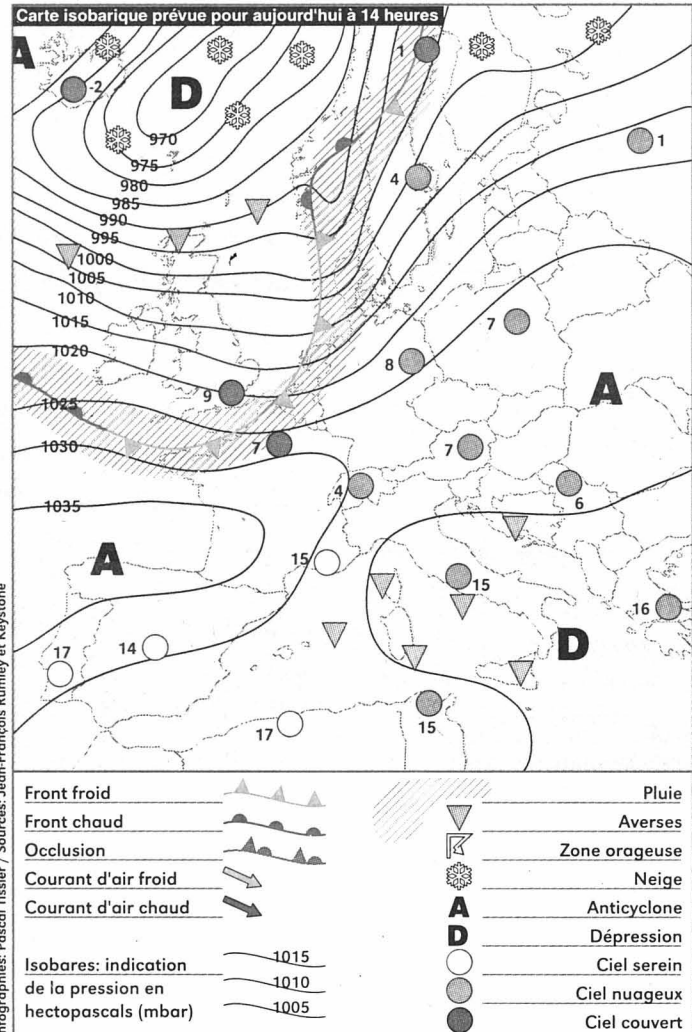 Carte isobarique prévue pour aujourd'hui à 14 heures
A
1
-2
D
970
1
975
4
980
985
990
995
1000
1005
1010
1015
7
1020
8
A
9
1025
7
7
1030
4
6
1035
A
15
15
16
D
14
17
17
15
Infographies: Pascal Tissier / Sources: Jean-François Rumley et Keystone
Front froid
Front chaud
Occlusion
Courant d'air froid
Courant d'air chaud
Isobares: indication
de la pression en
hectopascals (mbar)
1015
1010
1005
Pluie
Averses
Zone orageuse
Neige
A Anticyclone
D Dépression
Ciel serein
Ciel nuageux
Ciel couvert